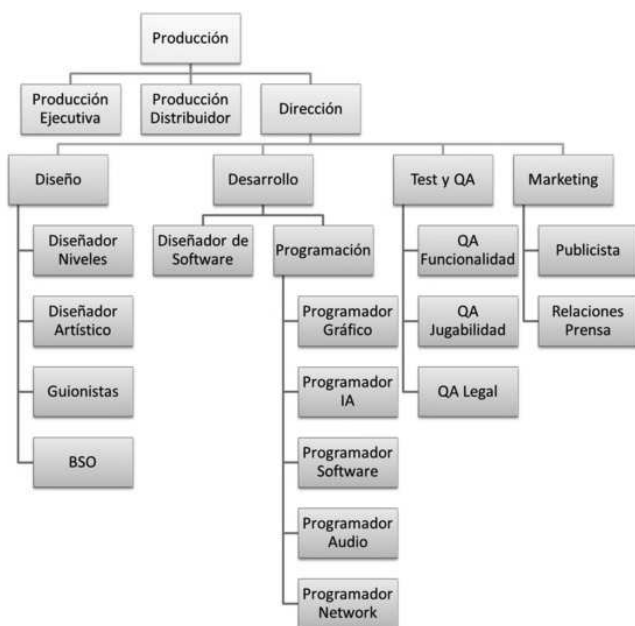 Producción
Producción
Ejecutiva
Producción
Distribuidor
Dirección
Diseño
Desarrollo
Test y QA
Marketing
Diseñador
Niveles
Diseñador
Artístico
Guionistas
BSO
Diseñador de
Software
Programación
Programador
Gráfico
Programador
IA
Programador
Software
Programador
Audio
Programador
Network
QA
Funcionalidad
QA
Jugabilidad
QA Legal
Publicista
Relaciones
Prensa